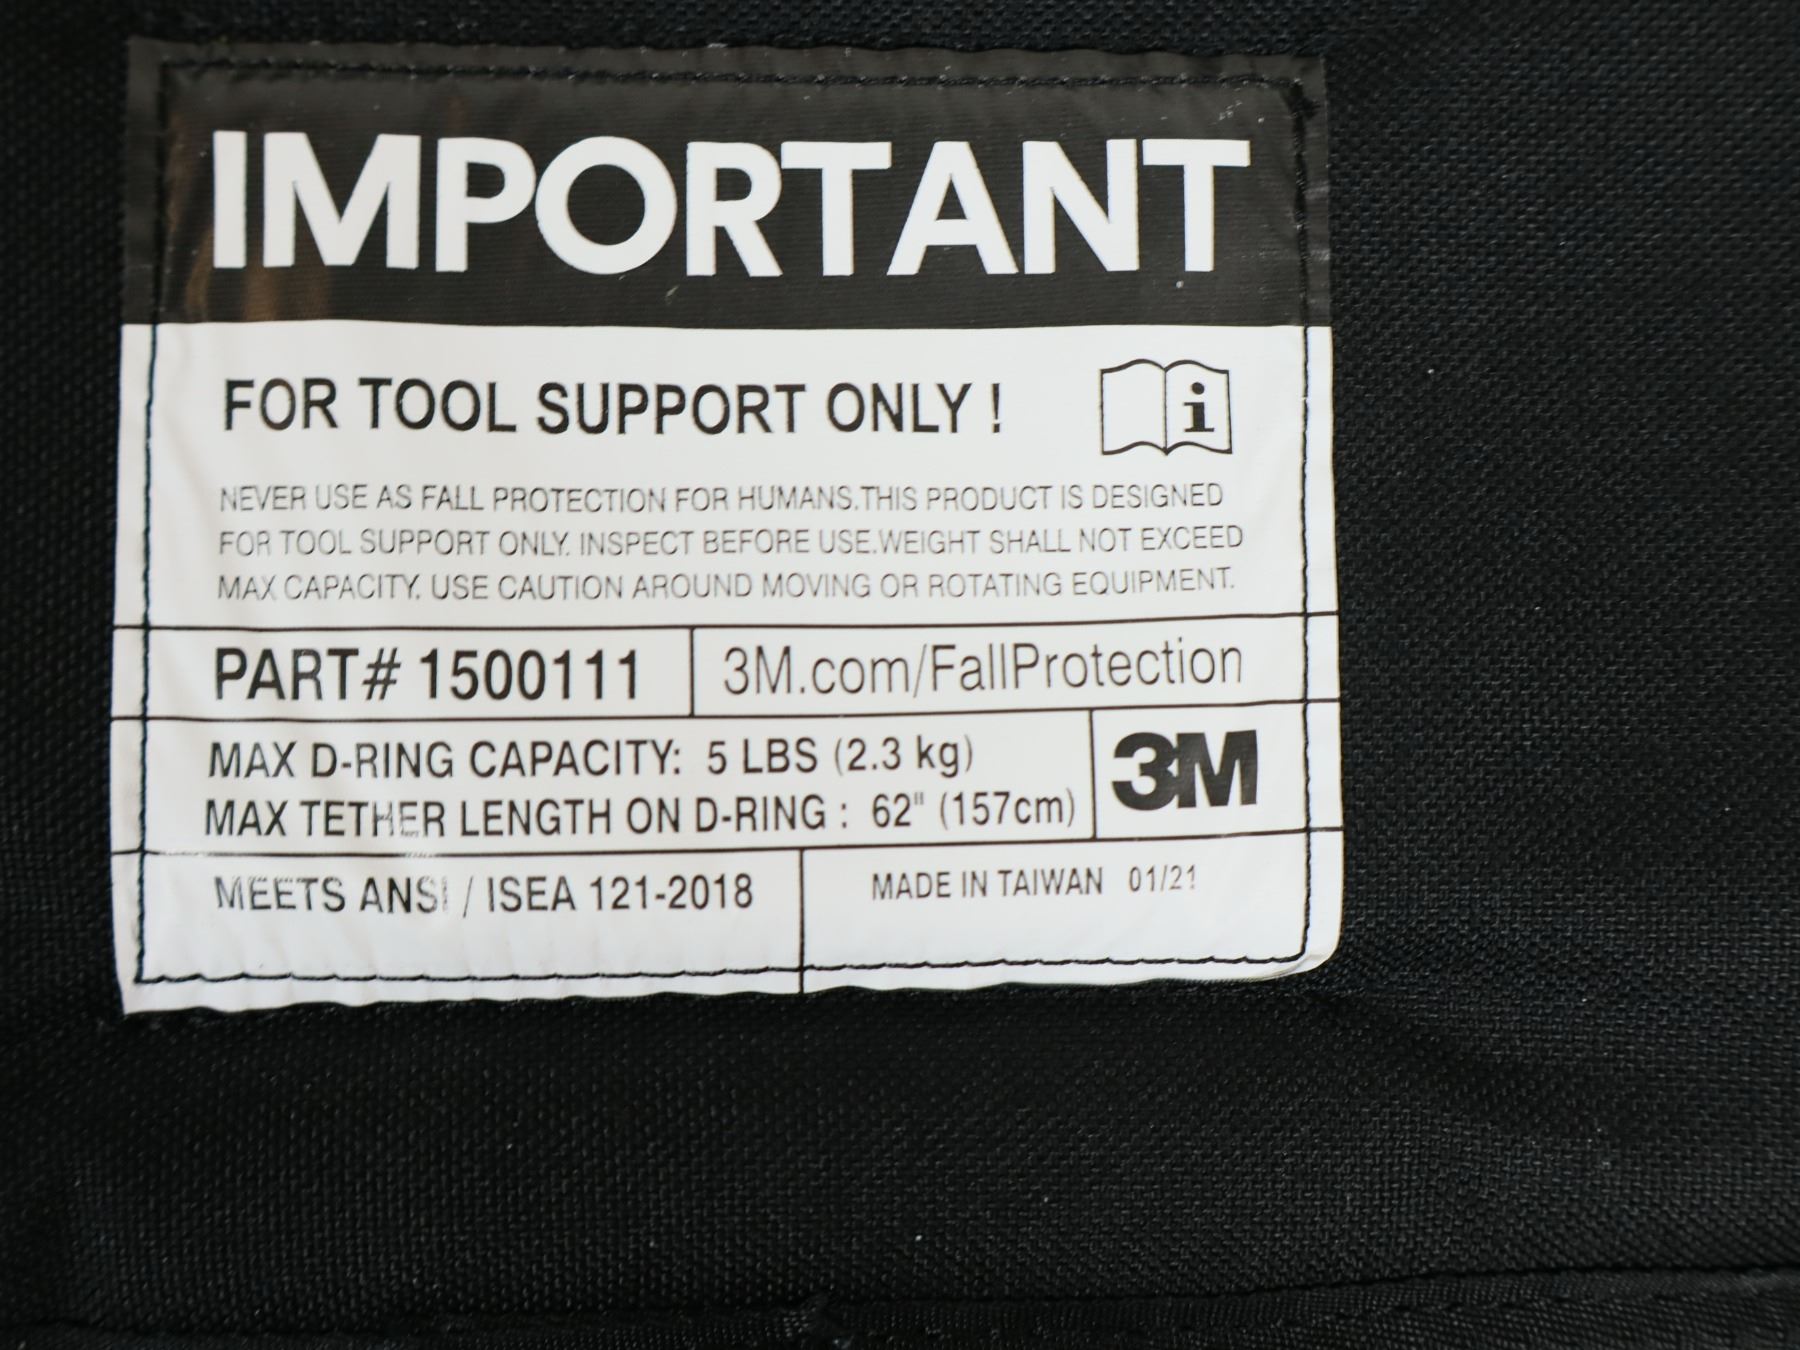 IMPORTANT
FOR TOOL SUPPORT ONLY !
i
NEVER USE AS FALL PROTECTION FOR HUMANS.THIS PRODUCT IS DESIGNED
FOR TOOL SUPPORT ONLY. INSPECT BEFORE USE.WEIGHT SHALL NOT EXCEED
MAX CAPACITY. USE CAUTION AROUND MOVING OR ROTATING EQUIPMENT.
PART# 1500111
3M.com/FallProtection
MAX D-RING CAPACITY: 5 LBS (2.3 kg)
MAX TETHER LENGTH ON D-RING : 62" (157cm)
3M
MEETS ANSI / ISEA 121-2018
MADE IN TAIWAN 01/21